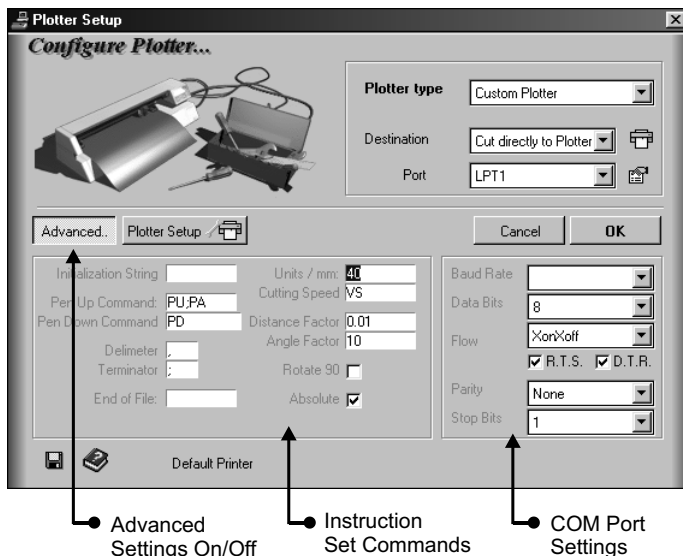 Plotter Setup
Configure Plotter...
Plotter type Custom Plotter
Destination Cut directly to Plotter
Port LPT1
Advanced.. Plotter Setup Cancel OK
Initialization String Units / mm: 40 Baud Rate
Cutting Speed VS
Pen Up Command: PU;PA Data Bits 8
Pen Down Command PD Distance Factor 0.01
Angle Factor 10 Flow XonXoff
Delimeter , R.T.S. D.T.R.
Terminator ; Rotate 90
End of File: Absolute Parity None
Stop Bits 1
Default Printer
Advanced Instruction COM Port
Settings On/Off Set Commands Settings